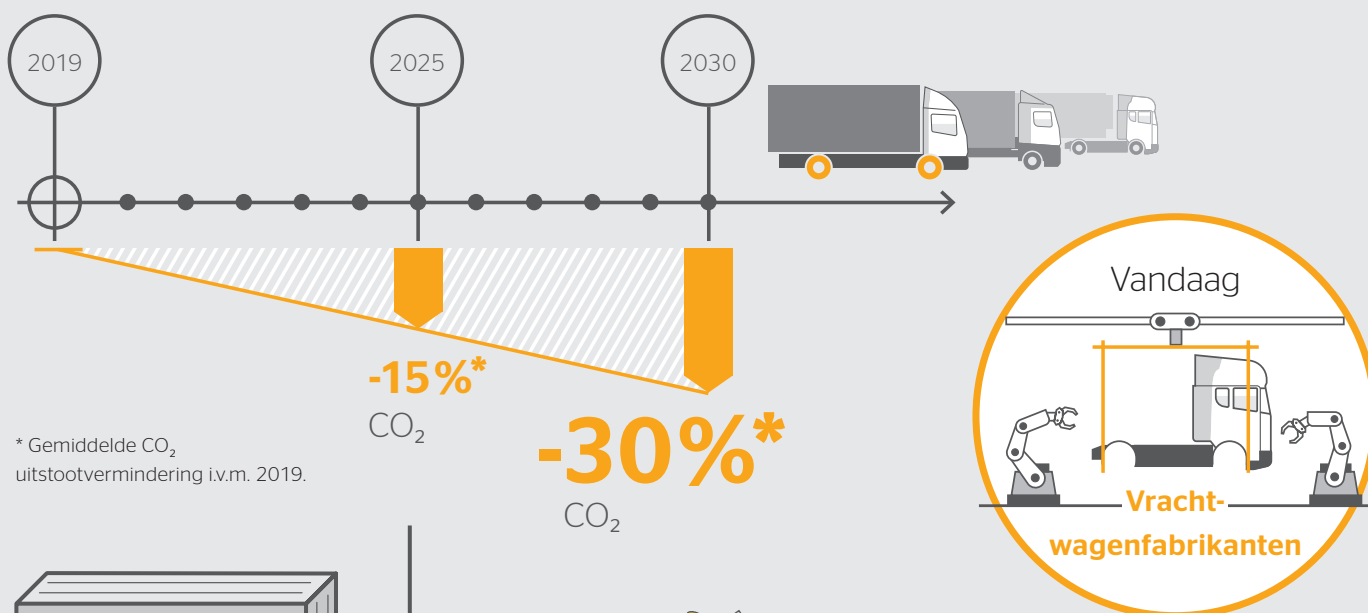 2019
2025
2030
-15%*
CO₂
-30%*
CO₂
* Gemiddelde CO₂
uitstootvermindering i.v.m. 2019.
Vandaag
Vracht-
wagenfabrikanten